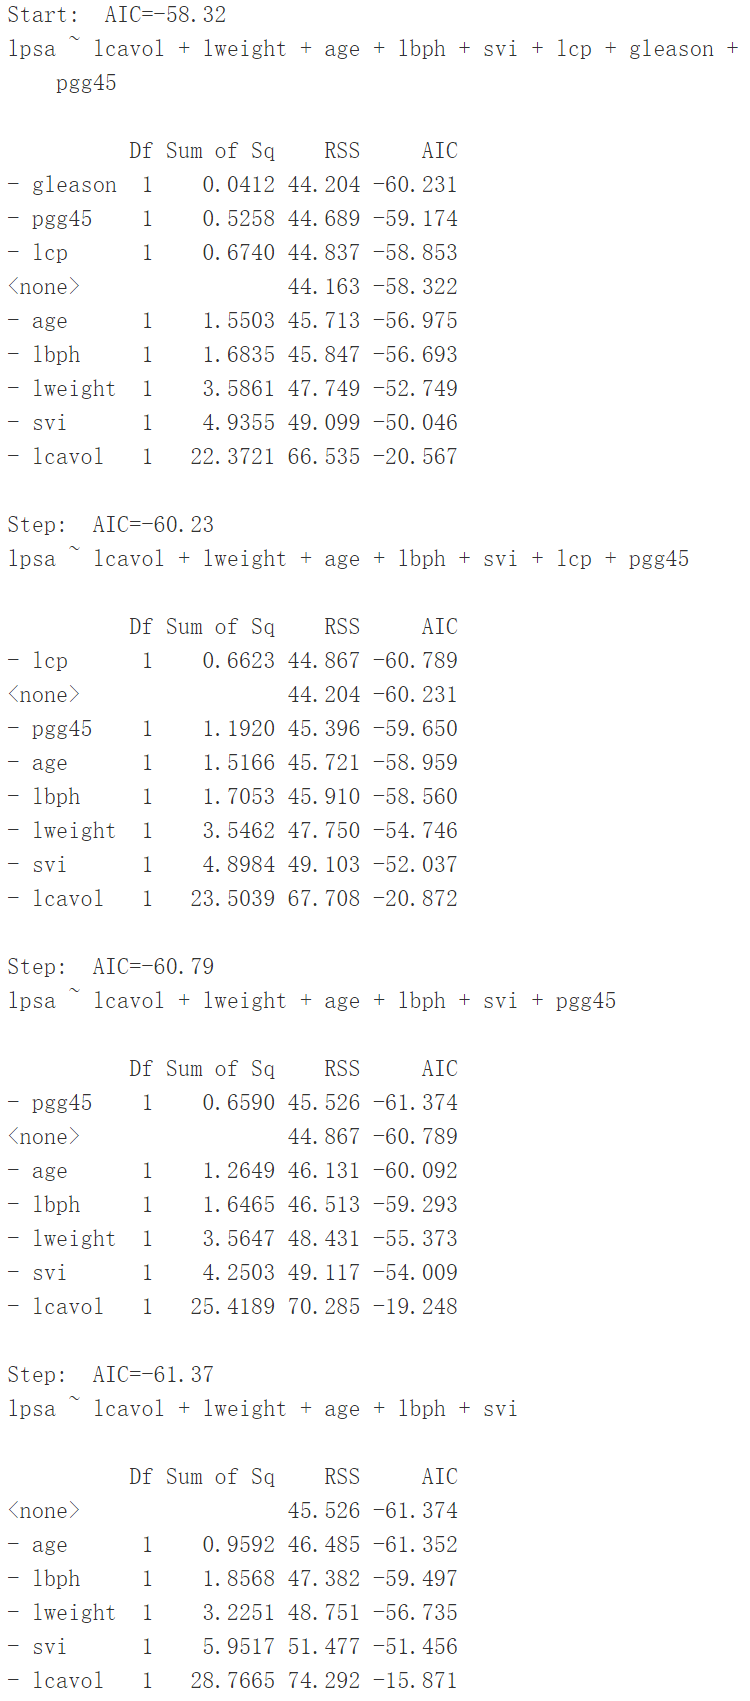 Start:  AIC=-58.32
lpsa ~ lcavol + lweight + age + lbph + svi + lcp + gleason +
    pgg45

          Df Sum of Sq    RSS     AIC
- gleason  1    0.0412 44.204 -60.231
- pgg45    1    0.5258 44.689 -59.174
- lcp      1    0.6740 44.837 -58.853
<none>                 44.163 -58.322
- age      1    1.5503 45.713 -56.975
- lbph     1    1.6835 45.847 -56.693
- lweight  1    3.5861 47.749 -52.749
- svi      1    4.9355 49.099 -50.046
- lcavol   1   22.3721 66.535 -20.567

Step:  AIC=-60.23
lpsa ~ lcavol + lweight + age + lbph + svi + lcp + pgg45

          Df Sum of Sq    RSS     AIC
- lcp      1    0.6623 44.867 -60.789
<none>                 44.204 -60.231
- pgg45    1    1.1920 45.396 -59.650
- age      1    1.5166 45.721 -58.959
- lbph     1    1.7053 45.910 -58.560
- lweight  1    3.5462 47.750 -54.746
- svi      1    4.8984 49.103 -52.037
- lcavol   1   23.5039 67.708 -20.872

Step:  AIC=-60.79
lpsa ~ lcavol + lweight + age + lbph + svi + pgg45

          Df Sum of Sq    RSS     AIC
- pgg45    1    0.6590 45.526 -61.374
<none>                 44.867 -60.789
- age      1    1.2649 46.131 -60.092
- lbph     1    1.6465 46.513 -59.293
- lweight  1    3.5647 48.431 -55.373
- svi      1    4.2503 49.117 -54.009
- lcavol   1   25.4189 70.285 -19.248

Step:  AIC=-61.37
lpsa ~ lcavol + lweight + age + lbph + svi

          Df Sum of Sq    RSS     AIC
<none>                 45.526 -61.374
- age      1    0.9592 46.485 -61.352
- lbph     1    1.8568 47.382 -59.497
- lweight  1    3.2251 48.751 -56.735
- svi      1    5.9517 51.477 -51.456
- lcavol   1   28.7665 74.292 -15.871